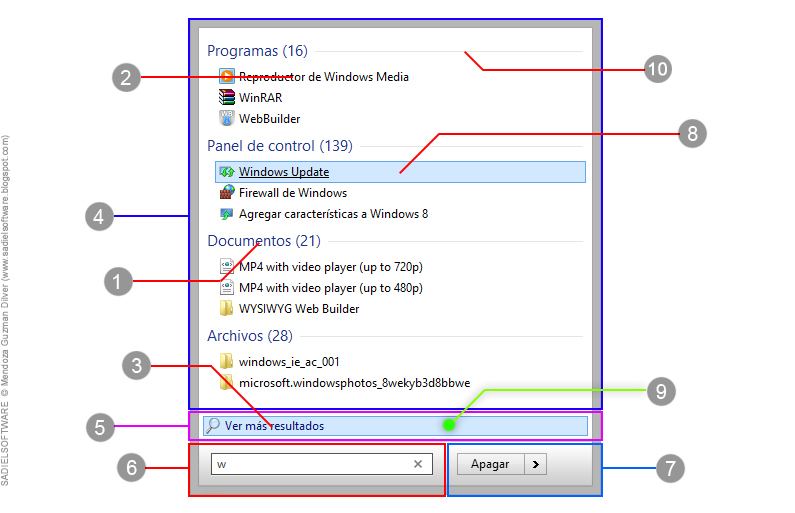 Programas (16)
Reproductor de Windows Media
WinRAR
WebBuilder
Panel de control (139)
Windows Update
Firewall de Windows
Agregar características a Windows 8
Documentos (21)
MP4 with video player (up to 720p)
MP4 with video player (up to 480p)
WYSIWYG Web Builder
Archivos (28)
windows_ie_ac_001
microsoft.windowsphotos_8wekyb3d8bbwe
Ver más resultados
w
Apagar
2
4
1
3
5
6
10
8
9
7
SADIELSOFTWARE © Mendoza Guzman Dilver (www.sadielsoftware.blogspot.com)